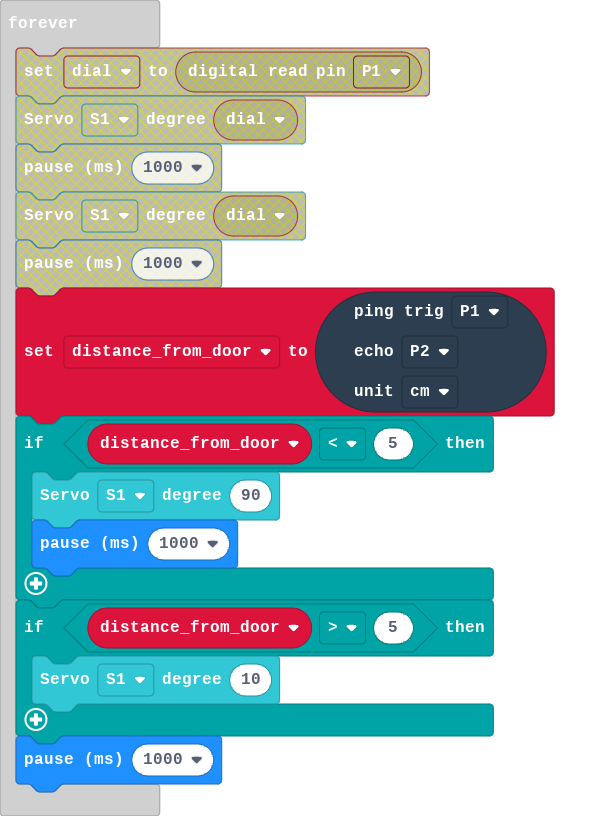 forever
set dial to digital read pin P1
Servo S1 degree dial
pause (ms) 1000
Servo S1 degree dial
pause (ms) 1000
ping trig P1
set distance_from_door to echo P2
unit cm
if distance_from_door < 5 then
Servo S1 degree 90
pause (ms) 1000
if distance_from_door > 5 then
Servo S1 degree 10
pause (ms) 1000